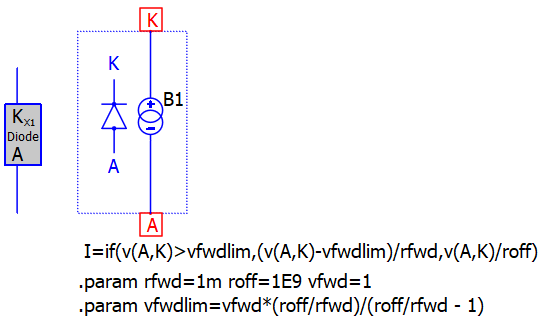 K
K
X1
Diode
A
K
B1
A
A
I=if(v(A,K)>vfwdlim,(v(A,K)-vfwdlim)/rfwd,v(A,K)/roff)
.param rfwd=1m roff=1E9 vfwd=1
.param vfwdlim=vfwd*(roff/rfwd)/(roff/rfwd - 1)